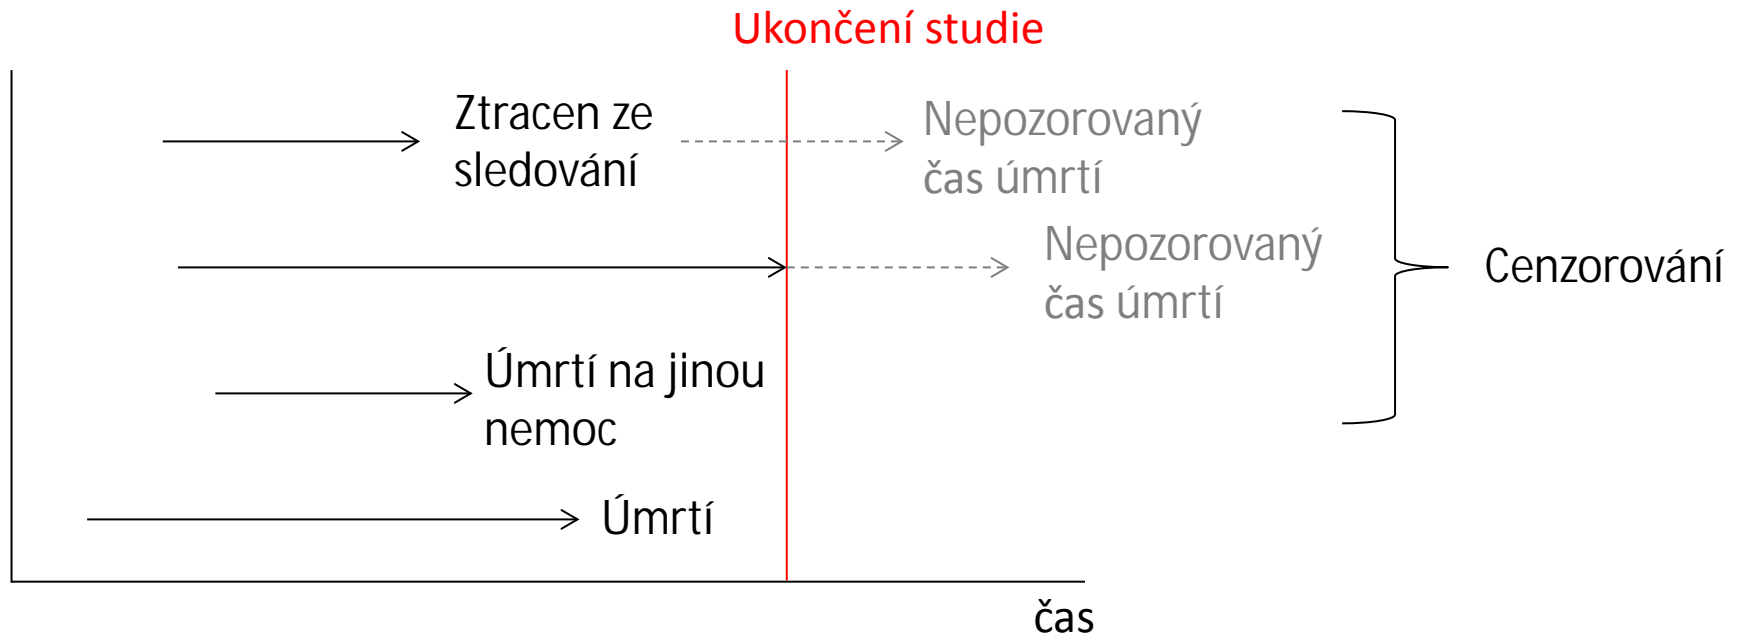 Ukončení studie
Ztracen ze
sledování
Nepozorovaný
čas úmrtí
Nepozorovaný
čas úmrtí
Cenzorování
Úmrtí na jinou
nemoc
Úmrtí
čas